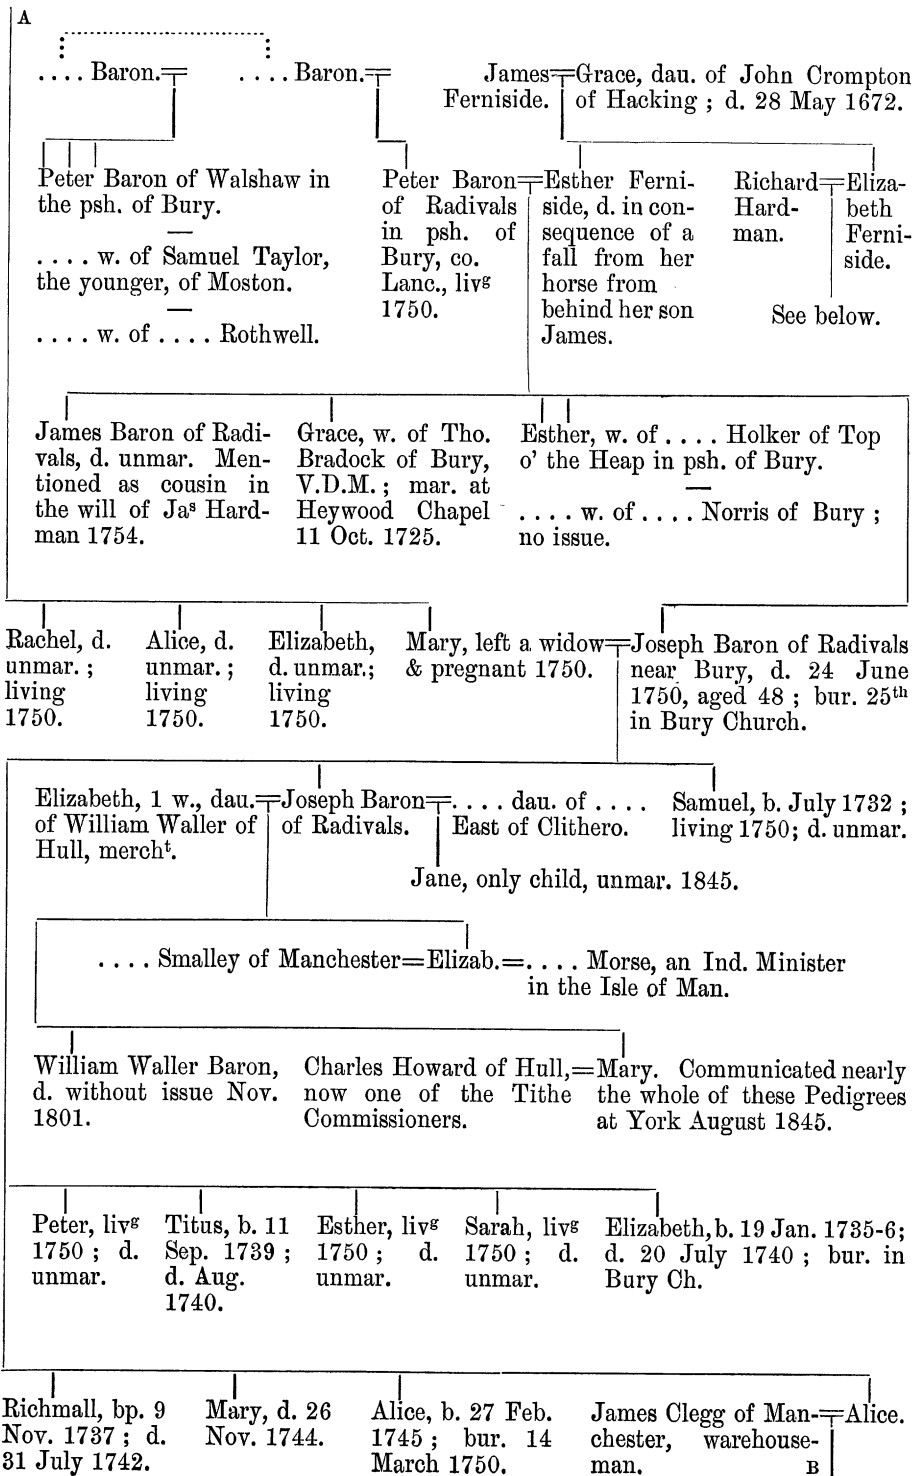 A
.... Baron.=
.... Baron.=
James=Grace, dau. of John Crompton
Ferniside. of Hacking ; d. 28 May 1672.
Peter Baron of Walshaw in
the psh. of Bury.
—
.... w. of Samuel Taylor,
the younger, of Moston.
—
.... w. of .... Rothwell.
Peter Baron=
of Radivals
in psh. of
Bury, co.
Lanc., livᵍ
1750.
Esther Ferni-
side, d. in con-
sequence of a
fall from her
horse from
behind her son
James.
Richard=
Hard-
man.
Eliza-
beth
Ferni-
side.
See below.
James Baron of Radi-
vals, d. unmar. Men-
tioned as cousin in
the will of Jaˢ Hard-
man 1754.
Grace, w. of Tho.
Bradock of Bury,
V.D.M. ; mar. at
Heywood Chapel
11 Oct. 1725.
Esther, w. of .... Holker of Top
o' the Heap in psh. of Bury.
—
.... w. of .... Norris of Bury ;
no issue.
Rachel, d.
unmar. ;
living
1750.
Alice, d.
unmar. ;
living
1750.
Elizabeth,
d. unmar.;
living
1750.
Mary, left a widow=
& pregnant 1750.
Joseph Baron of Radivals
near Bury, d. 24 June
1750, aged 48 ; bur. 25ᵗʰ
in Bury Church.
Elizabeth, 1 w., dau.=
of William Waller of
Hull, merchᵗ.
Joseph Baron=
of Radivals.
.... dau. of ....
East of Clithero.
Samuel, b. July 1732 ;
living 1750; d. unmar.
Jane, only child, unmar. 1845.
.... Smalley of Manchester=Elizab.=.... Morse, an Ind. Minister
in the Isle of Man.
William Waller Baron,
d. without issue Nov.
1801.
Charles Howard of Hull,=
now one of the Tithe
Commissioners.
Mary. Communicated nearly
the whole of these Pedigrees
at York August 1845.
Peter, livᵍ
1750 ; d.
unmar.
Titus, b. 11
Sep. 1739 ;
d. Aug.
1740.
Esther, livᵍ
1750 ; d.
unmar.
Sarah, livᵍ
1750 ; d.
unmar.
Elizabeth, b. 19 Jan. 1735-6;
d. 20 July 1740 ; bur. in
Bury Ch.
Richmall, bp. 9
Nov. 1737 ; d.
31 July 1742.
Mary, d. 26
Nov. 1744.
Alice, b. 27 Feb.
1745 ; bur. 14
March 1750.
James Clegg of Man-=Alice.
chester, warehouse-
man. B